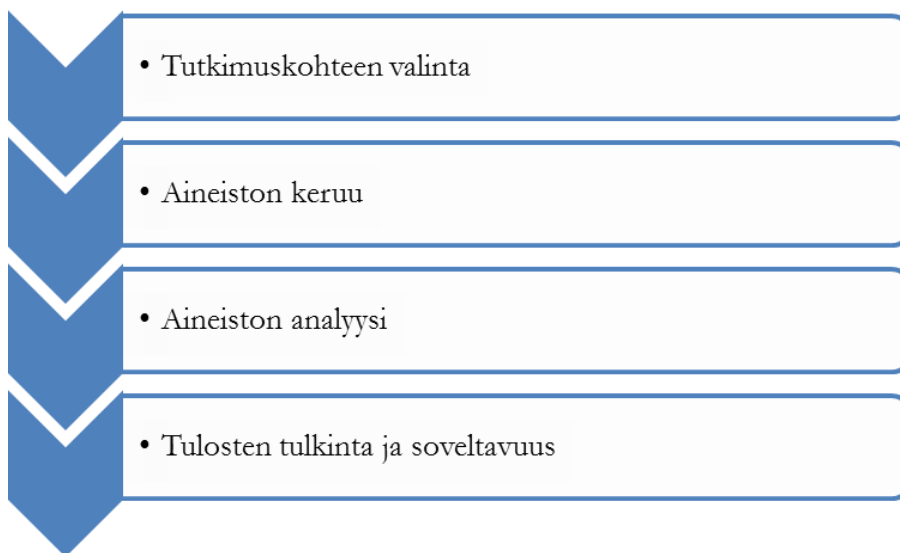 • Tutkimuskohteen valinta
• Aineiston keruu
• Aineiston analyysi
• Tulosten tulkinta ja soveltavuus